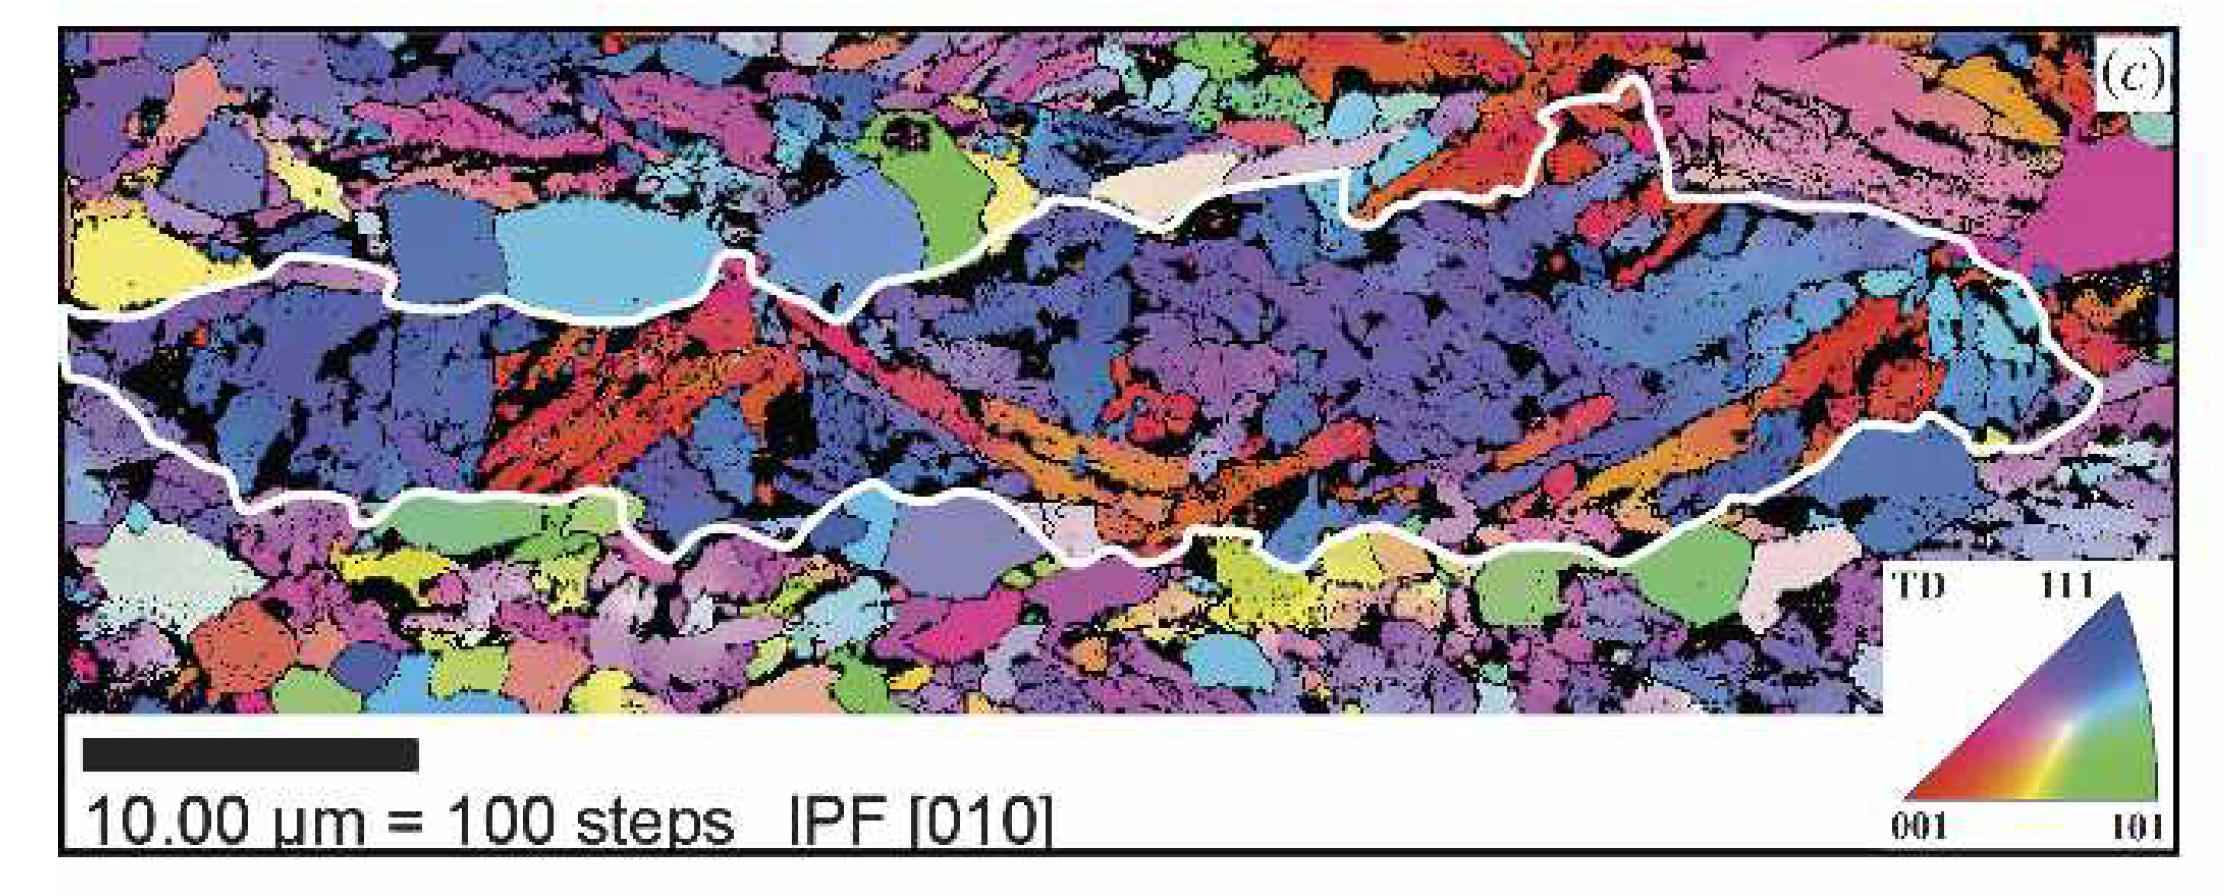 (c)
TD 111
001 101
10.00 µm = 100 steps IPF [010]